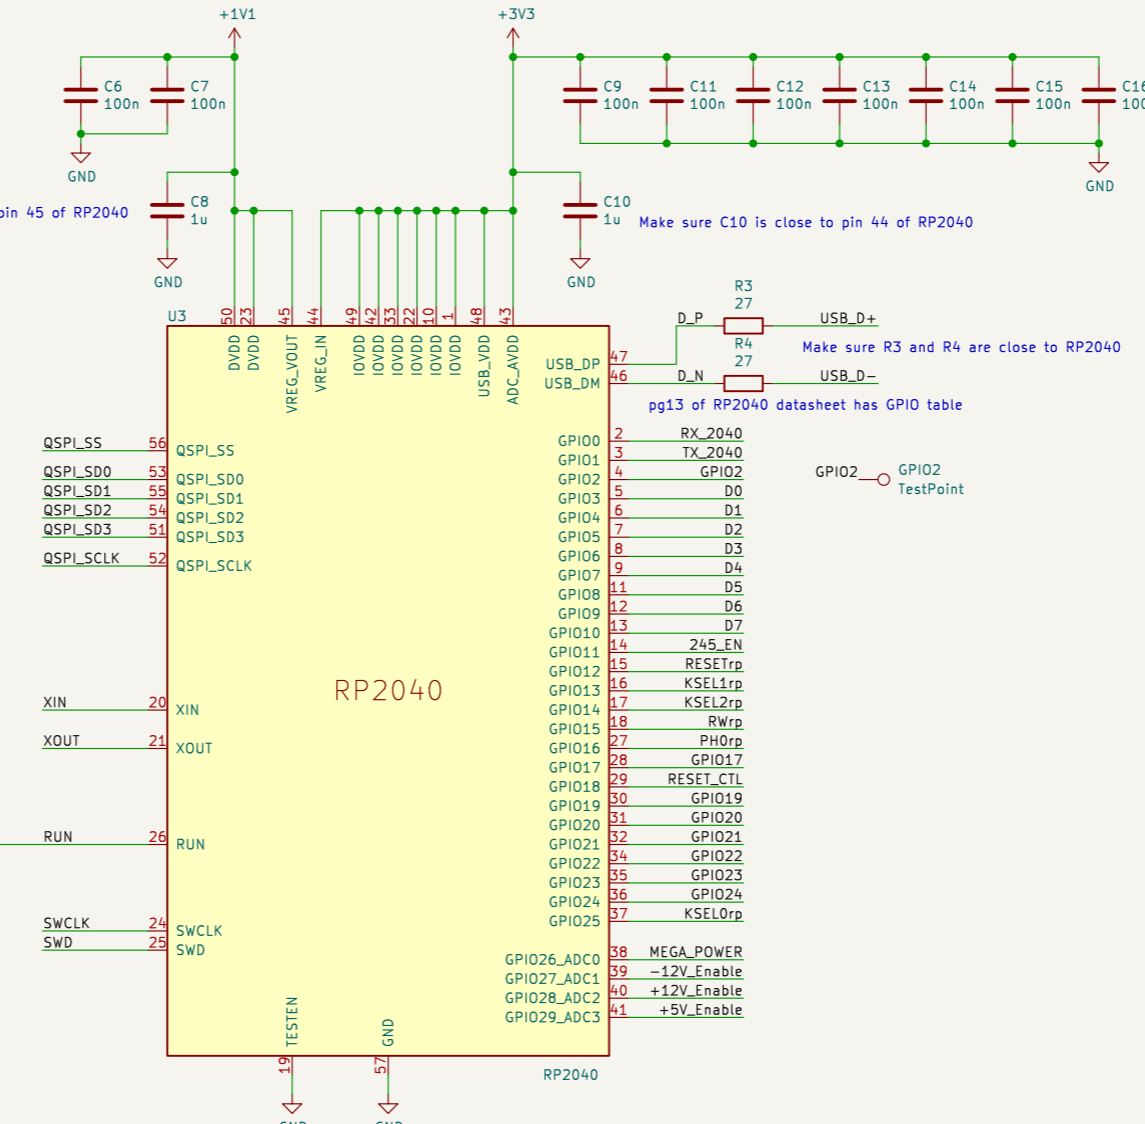 +1V1
+3V3
C6
100n
C7
100n
C9
100n
C11
100n
C12
100n
C13
100n
C14
100n
C15
100n
C16
GND
GND
pin 45 of RP2040
C8
1u
C10
1u
Make sure C10 is close to pin 44 of RP2040
GND
GND
U3
50
23
45
44
49
42
33
22
10
1
48
43
DVDD
DVDD
VREG_VOUT
VREG_IN
IOVDD
IOVDD
IOVDD
IOVDD
IOVDD
IOVDD
USB_VDD
ADC_AVDD
R3
27
D_P
USB_D+
R4
27
Make sure R3 and R4 are close to RP2040
USB_DP 47
USB_DM 46 D_N USB_D-
pg13 of RP2040 datasheet has GPIO table
QSPI_SS 56 QSPI_SS
QSPI_SD0 53 QSPI_SD0
QSPI_SD1 55 QSPI_SD1
QSPI_SD2 54 QSPI_SD2
QSPI_SD3 51 QSPI_SD3
QSPI_SCLK 52 QSPI_SCLK
XIN 20 XIN
XOUT 21 XOUT
RUN 26 RUN
SWCLK 24 SWCLK
SWD 25 SWD
RP2040
GPIO0 2 RX_2040
GPIO1 3 TX_2040
GPIO2 4 GPIO2
GPIO3 5 D0
GPIO4 6 D1
GPIO5 7 D2
GPIO6 8 D3
GPIO7 9 D4
GPIO8 11 D5
GPIO9 12 D6
GPIO10 13 D7
GPIO11 14 245_EN
GPIO12 15 RESETrp
GPIO13 16 KSEL1rp
GPIO14 17 KSEL2rp
GPIO15 18 RWrp
GPIO16 27 PH0rp
GPIO17 28 GPIO17
GPIO18 29 RESET_CTL
GPIO19 30 GPIO19
GPIO20 31 GPIO20
GPIO21 32 GPIO21
GPIO22 34 GPIO22
GPIO23 35 GPIO23
GPIO24 36 GPIO24
GPIO25 37 KSEL0rp
GPIO26_ADC0 38 MEGA_POWER
GPIO27_ADC1 39 -12V_Enable
GPIO28_ADC2 40 +12V_Enable
GPIO29_ADC3 41 +5V_Enable
GPIO2
GPIO2
TestPoint
TESTEN
GND
19
57
RP2040